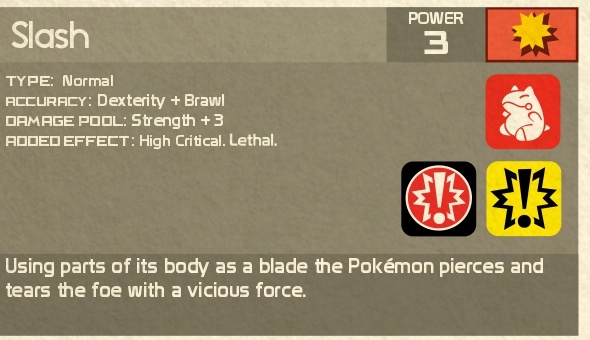 Slash
POWER
3
TYPE: Normal
ACCURACY: Dexterity + Brawl
DAMAGE POOL: Strength + 3
ADDED EFFECT: High Critical. Lethal.
Using parts of its body as a blade the Pokémon pierces and
tears the foe with a vicious force.